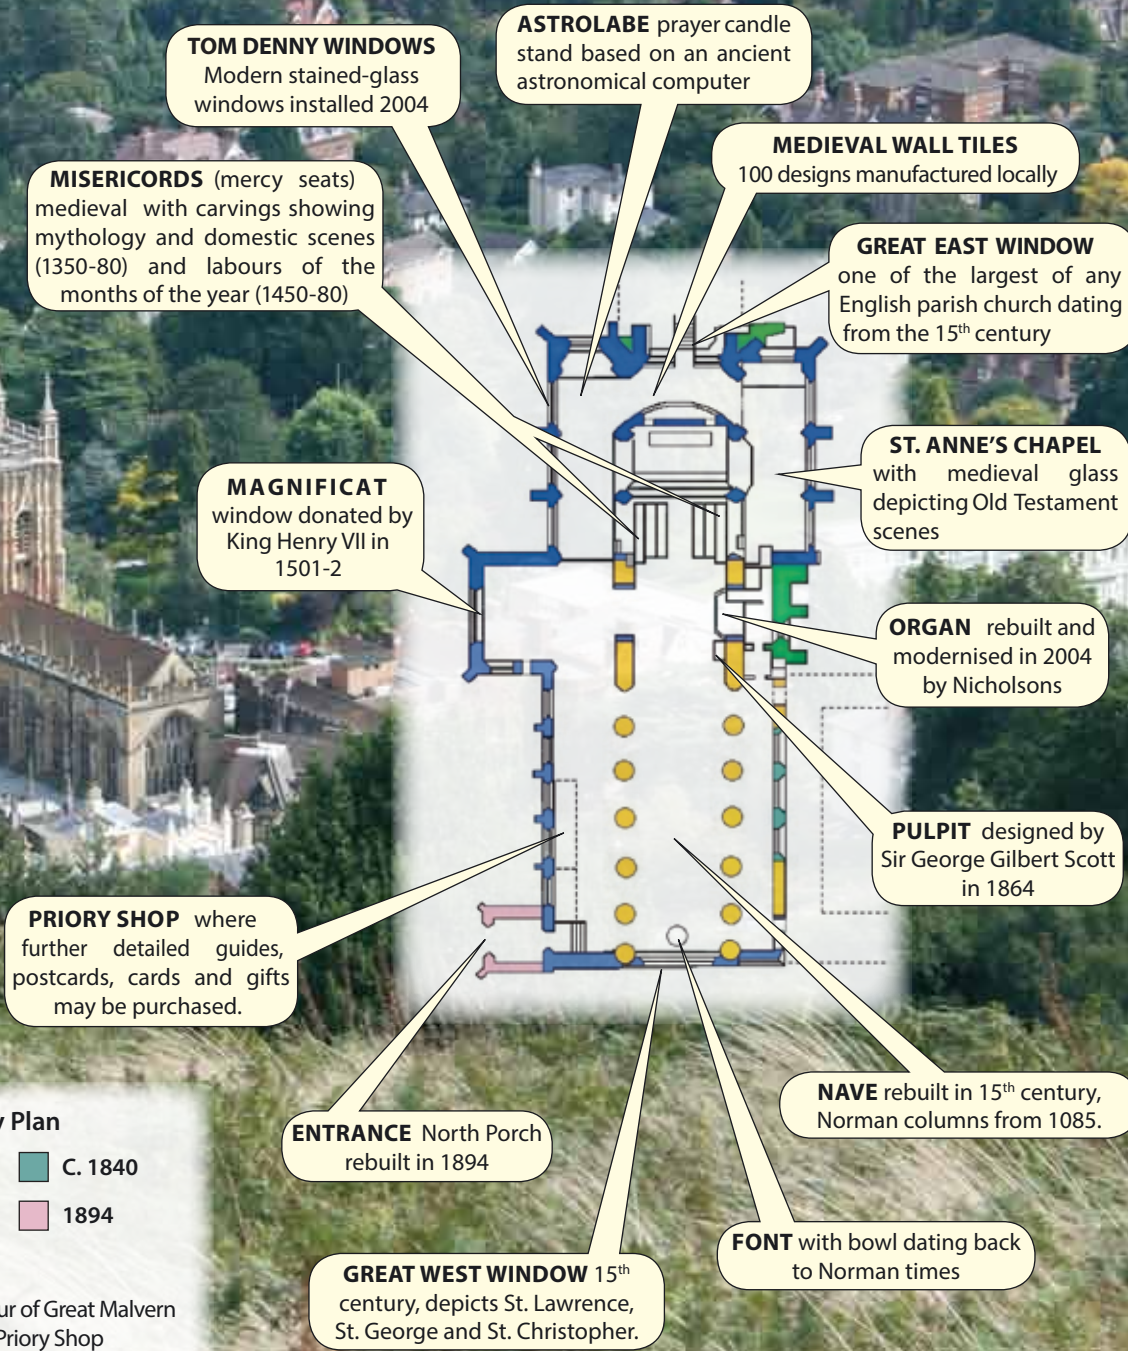 TOM DENNY WINDOWS
Modern stained-glass
windows installed 2004
ASTROLABE prayer candle
stand based on an ancient
astronomical computer
MEDIEVAL WALL TILES
100 designs manufactured locally
MISERICORDS (mercy seats)
medieval with carvings showing
mythology and domestic scenes
(1350-80) and labours of the
months of the year (1450-80)
GREAT EAST WINDOW
one of the largest of any
English parish church dating
from the 15th century
ST. ANNE'S CHAPEL
with medieval glass
depicting Old Testament
scenes
MAGNIFICAT
window donated by
King Henry VII in
1501-2
ORGAN rebuilt and
modernised in 2004
by Nicholsons
PULPIT designed by
Sir George Gilbert Scott
in 1864
PRIORY SHOP where
further detailed guides,
postcards, cards and gifts
may be purchased.
NAVE rebuilt in 15th century,
Norman columns from 1085.
ENTRANCE North Porch
rebuilt in 1894
FONT with bowl dating back
to Norman times
GREAT WEST WINDOW 15th
century, depicts St. Lawrence,
St. George and St. Christopher.
Plan
C. 1840
1894
of Great Malvern
Priory Shop